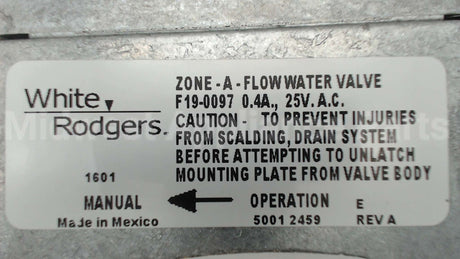 White
Rodgers.
1601
ZONE - A - FLOW WATER VALVE
F19-0097 0.4A., 25V. A.C.
CAUTION - TO PREVENT INJURIES
FROM SCALDING, DRAIN SYSTEM
BEFORE ATTEMPTING TO UNLATCH
MOUNTING PLATE FROM VALVE BODY
MANUAL OPERATION E
Made in Mexico 5001 2459 REV A